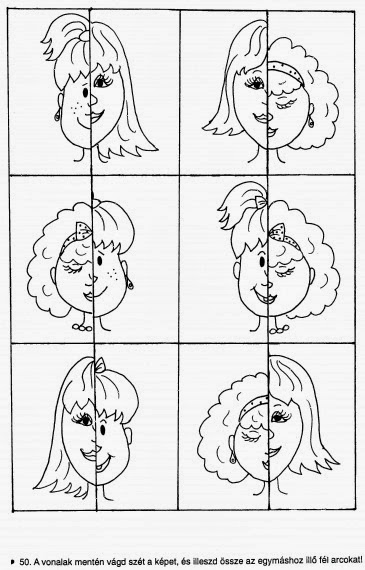 50. A vonalak mentén vágd szét a képet, és illeszd össze az egymáshoz illő fél arcokat!